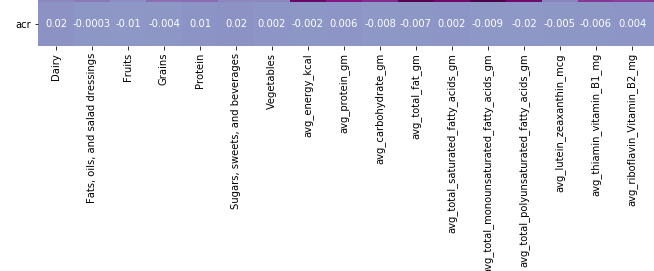 acr 0.02 -0.0003 -0.01 -0.004 0.01 0.02 0.002 -0.002 0.006 -0.008 -0.007 0.002 -0.009 -0.02 -0.005 -0.006 0.004
Dairy
Fats, oils, and salad dressings
Fruits
Grains
Protein
Sugars, sweets, and beverages
Vegetables
avg_energy_kcal
avg_protein_gm
avg_carbohydrate_gm
avg_total_fat_gm
avg_total_saturated_fatty_acids_gm
avg_total_monounsaturated_fatty_acids_gm
avg_total_polyunsaturated_fatty_acids_gm
avg_lutein_zeaxanthin_mcg
avg_thiamin_vitamin_B1_mg
avg_riboflavin_Vitamin_B2_mg